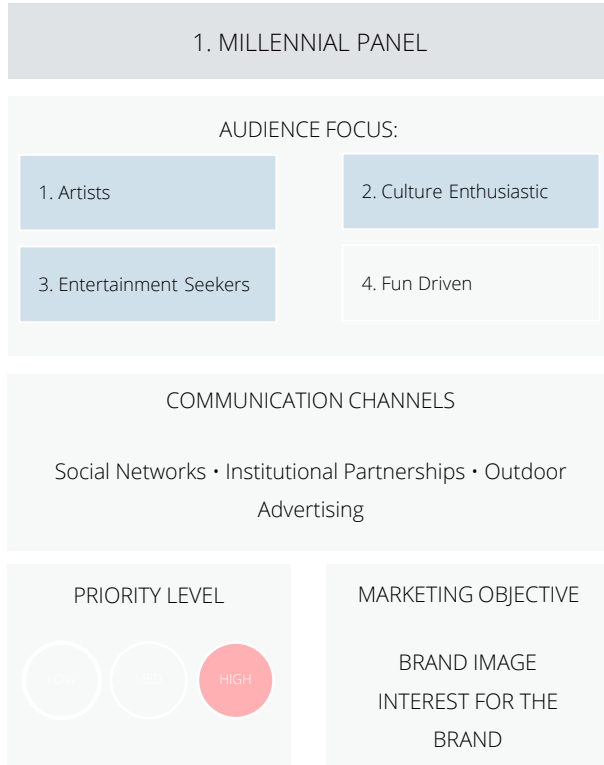 1. MILLENNIAL PANEL
AUDIENCE FOCUS:
1. Artists
2. Culture Enthusiastic
3. Entertainment Seekers
4. Fun Driven
COMMUNICATION CHANNELS
Social Networks • Institutional Partnerships • Outdoor
Advertising
PRIORITY LEVEL
HIGH
MARKETING OBJECTIVE
BRAND IMAGE
INTEREST FOR THE
BRAND